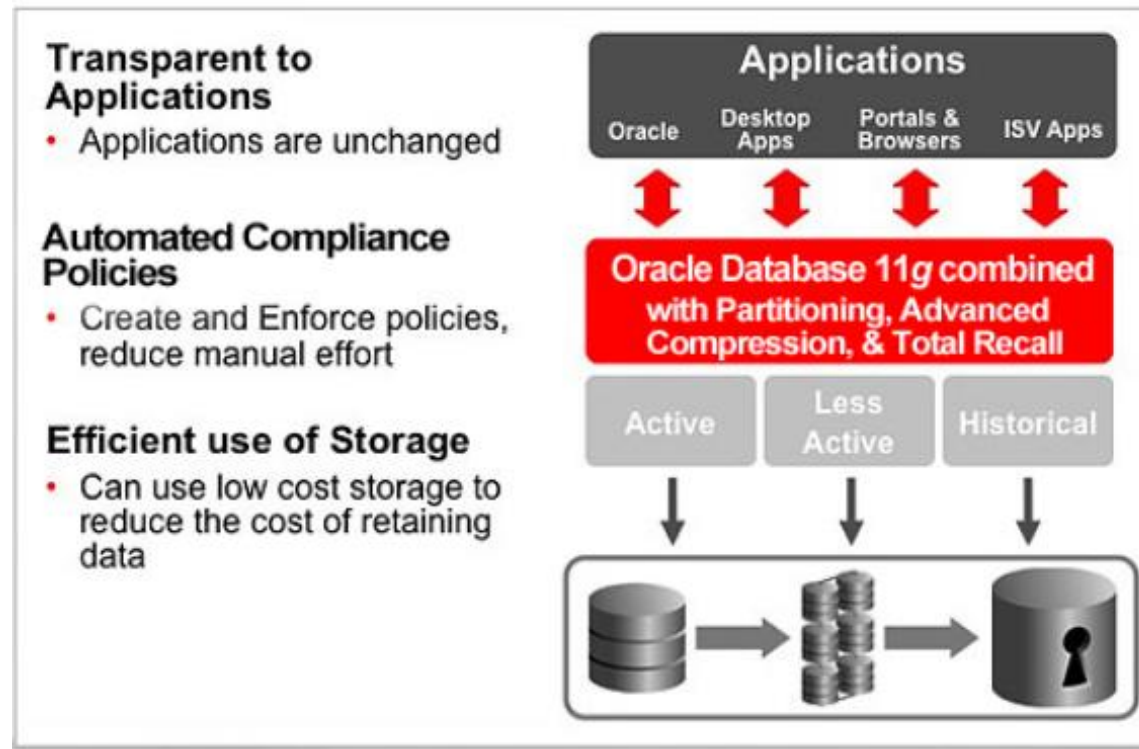 Transparent to
Applications
• Applications are unchanged
Automated Compliance
Policies
• Create and Enforce policies,
reduce manual effort
Efficient use of Storage
• Can use low cost storage to
reduce the cost of retaining
data
Applications
Oracle
Desktop
Apps
Portals &
Browsers
ISV Apps
Oracle Database 11g combined
with Partitioning, Advanced
Compression, & Total Recall
Active
Less
Active
Historical